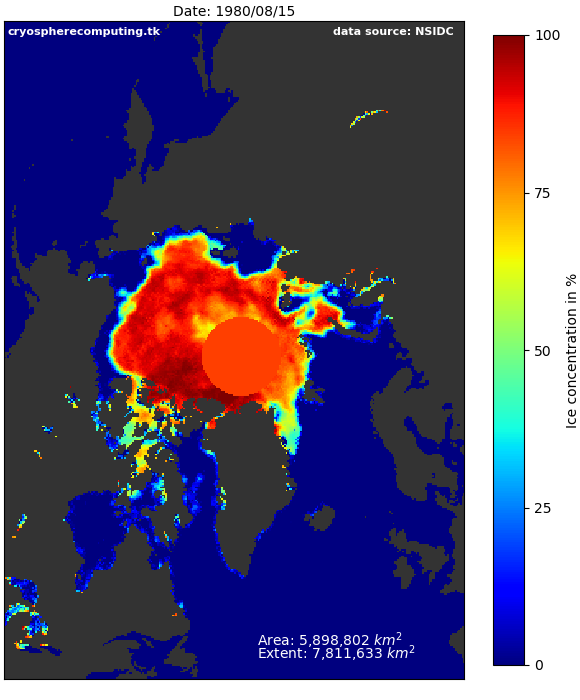 Date: 1980/08/15
cryospherecomputing.tk
data source: NSIDC
100
75
50
25
0
Ice concentration in %
Area: 5,898,802 km²
Extent: 7,811,633 km²